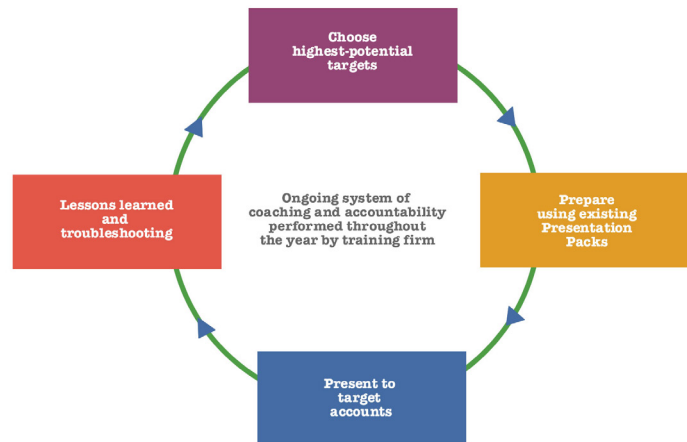 Choose
highest-potential
targets
Prepare
using existing
Presentation
Packs
Present to
target
accounts
Lessons learned
and
troubleshooting
Ongoing system of
coaching and accountability
performed throughout
the year by training firm